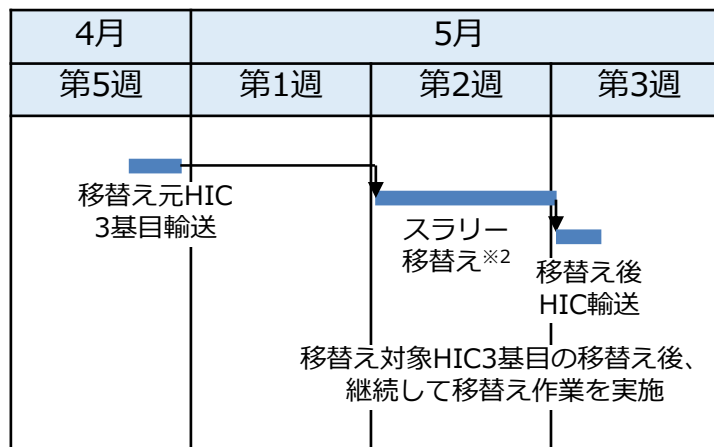 4月 5月
第5週 第1週 第2週 第3週
移替え元HIC
3基目輸送
スラリー
移替え※2
移替え後
HIC輸送
移替え対象HIC3基目の移替え後、
継続して移替え作業を実施